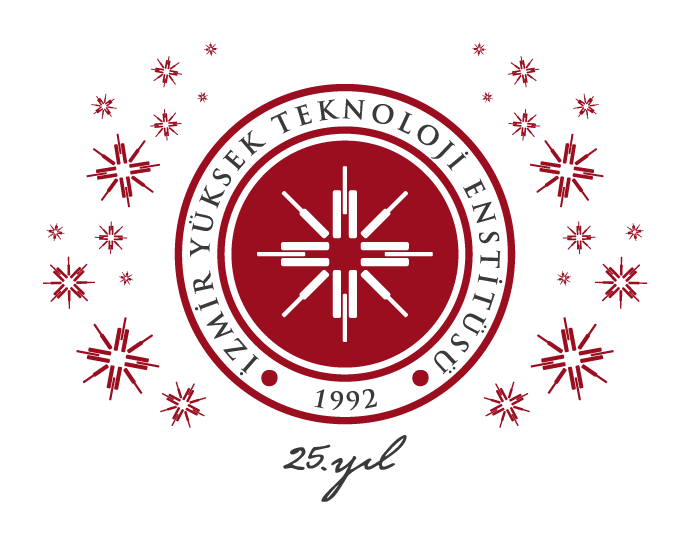 İZMİR YÜKSEK TEKNOLOJİ ENSTİTÜSÜ
1992
25.yıl